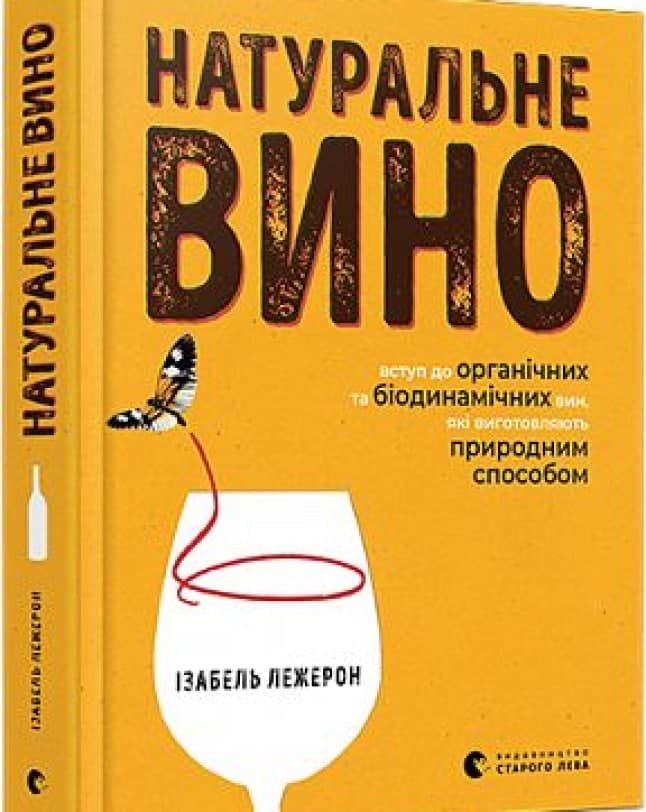 НАТУРАЛЬНЕ ВИНО
ІЗАБЕЛЬ ЛЕЖЕРОН
НАТУРАЛЬНЕ
ВИНО
вступ до органічних
та біодинамічних вин,
які виготовляють
природним
способом
ІЗАБЕЛЬ ЛЕЖЕРОН
ВИДАВНИЦТВО
СТАРОГО ЛЕВА